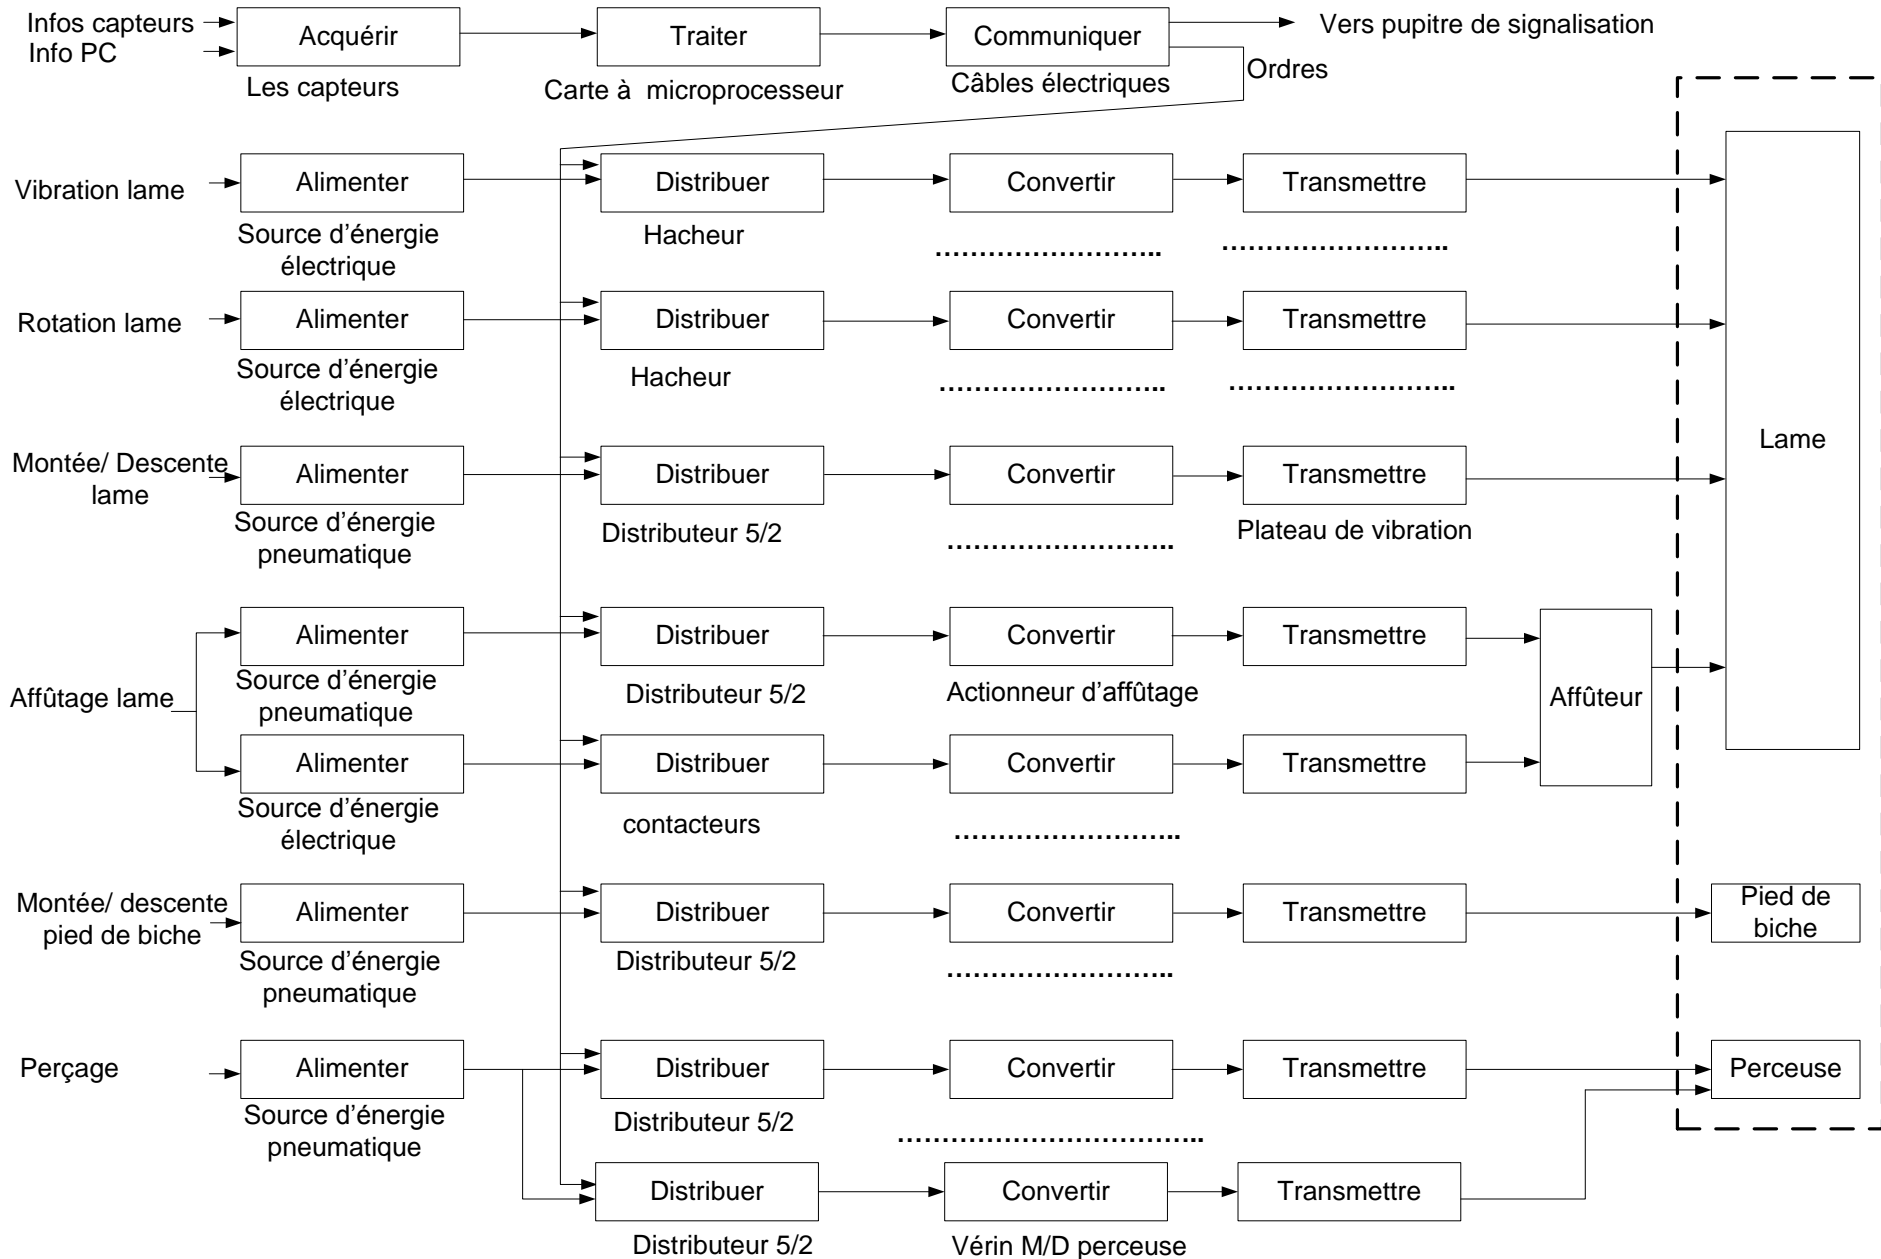 Infos capteurs
Info PC
Acquérir
Traiter
Communiquer
Vers pupitre de signalisation
Les capteurs
Carte à microprocesseur
Câbles électriques
Ordres
Vibration lame
Alimenter
Distribuer
Convertir
Transmettre
Source d'énergie
électrique
Hacheur
……………………..
……………………..
Rotation lame
Alimenter
Distribuer
Convertir
Transmettre
Source d'énergie
électrique
Hacheur
……………………..
……………………..
Lame
Montée/ Descente
lame
Alimenter
Distribuer
Convertir
Transmettre
Source d'énergie
pneumatique
Distributeur 5/2
……………………..
Plateau de vibration
Affûtage lame
Alimenter
Distribuer
Convertir
Transmettre
Source d'énergie
pneumatique
Distributeur 5/2
Actionneur d'affûtage
Affûteur
Alimenter
Distribuer
Convertir
Transmettre
Source d'énergie
électrique
contacteurs
……………………..
Montée/ descente
pied de biche
Alimenter
Distribuer
Convertir
Transmettre
Pied de
biche
Source d'énergie
pneumatique
Distributeur 5/2
……………………..
Perçage
Alimenter
Distribuer
Convertir
Transmettre
Perceuse
Source d'énergie
pneumatique
Distributeur 5/2
……………………………..
Distribuer
Convertir
Transmettre
Distributeur 5/2
Vérin M/D perceuse